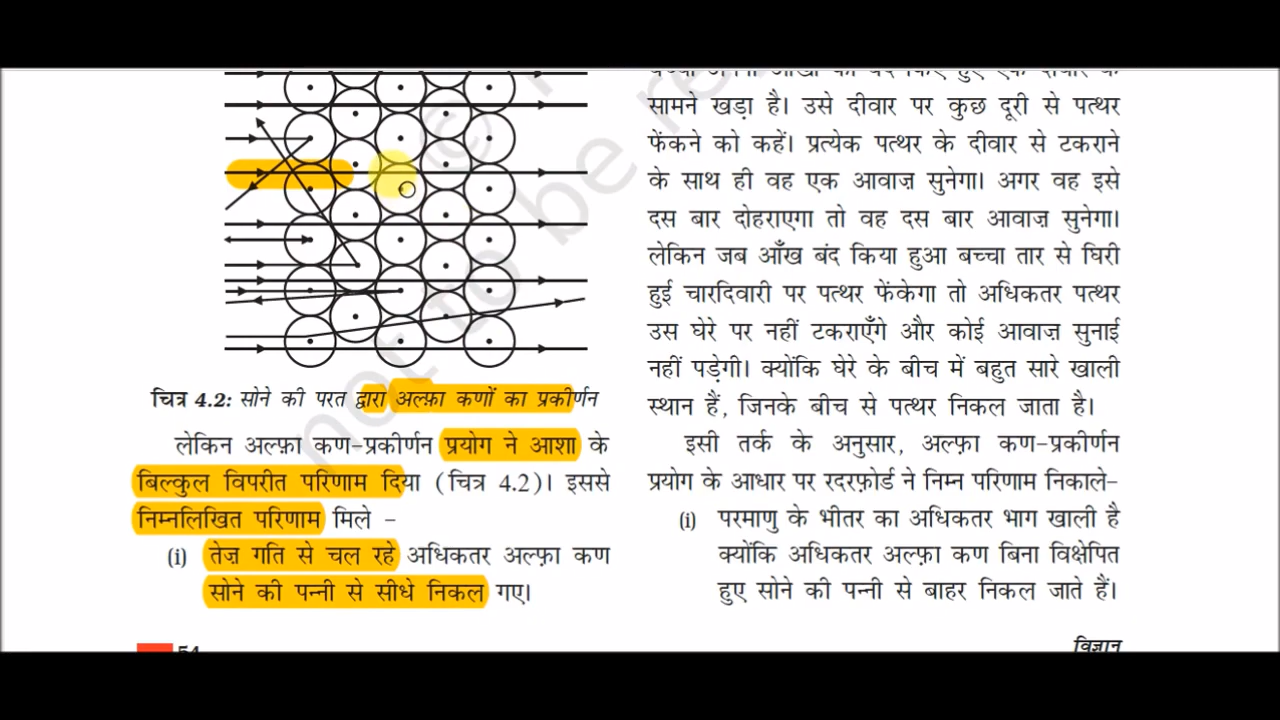 चित्र 4.2: सोने की परत द्वारा अल्फ़ा कणों का प्रकीर्णन
लेकिन अल्फ़ा कण-प्रकीर्णन प्रयोग ने आशा के
बिल्कुल विपरीत परिणाम दिया (चित्र 4.2)। इससे
निम्नलिखित परिणाम मिले –
(i) तेज़ गति से चल रहे अधिकतर अल्फ़ा कण
सोने की पन्नी से सीधे निकल गए।
सामने खड़ा है। उसे दीवार पर कुछ दूरी से पत्थर
फेंकने को कहें। प्रत्येक पत्थर के दीवार से टकराने
के साथ ही वह एक आवाज़ सुनेगा। अगर वह इसे
दस बार दोहराएगा तो वह दस बार आवाज़ सुनेगा।
लेकिन जब आँख बंद किया हुआ बच्चा तार से घिरी
हुई चारदिवारी पर पत्थर फेंकेगा तो अधिकतर पत्थर
उस घेरे पर नहीं टकराएँगे और कोई आवाज़ सुनाई
नहीं पड़ेगी। क्योंकि घेरे के बीच में बहुत सारे खाली
स्थान हैं, जिनके बीच से पत्थर निकल जाता है।
इसी तर्क के अनुसार, अल्फ़ा कण-प्रकीर्णन
प्रयोग के आधार पर रदरफ़ोर्ड ने निम्न परिणाम निकाले–
(i) परमाणु के भीतर का अधिकतर भाग खाली है
क्योंकि अधिकतर अल्फ़ा कण बिना विक्षेपित
हुए सोने की पन्नी से बाहर निकल जाते हैं।
विज्ञान
not to be re